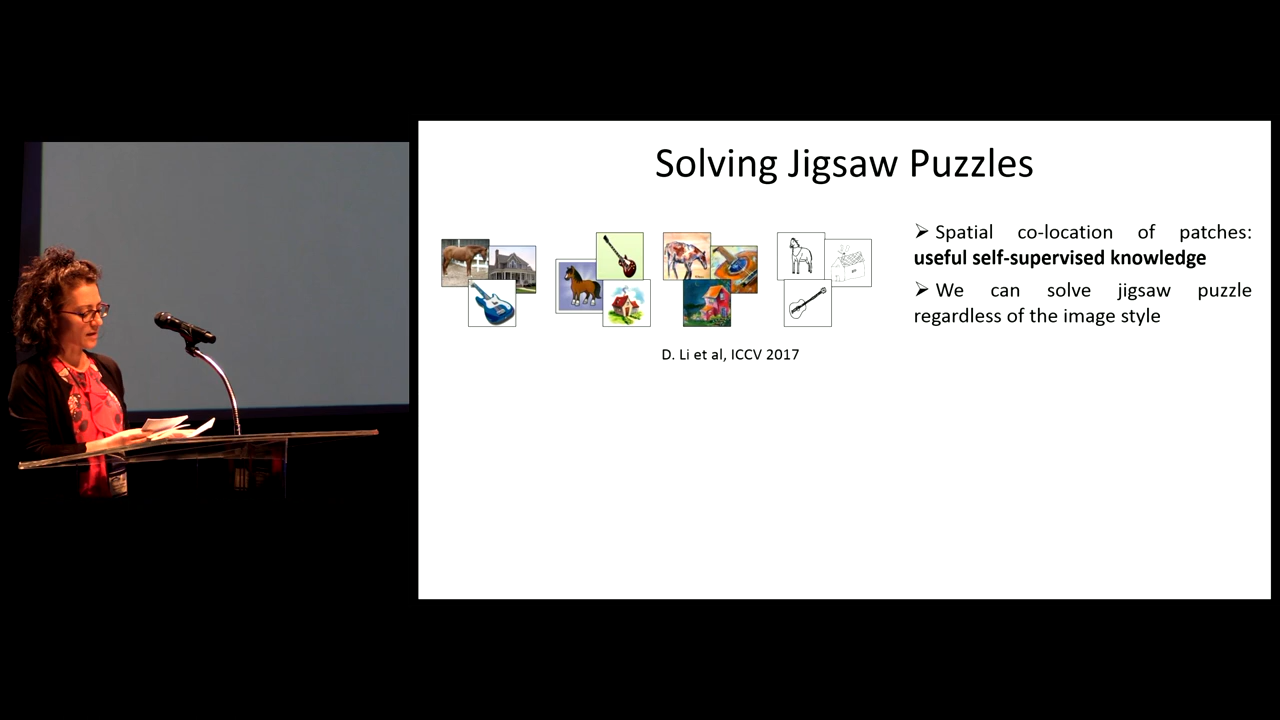 Solving Jigsaw Puzzles
➢ Spatial co-location of patches:
useful self-supervised knowledge
➢ We can solve jigsaw puzzle
regardless of the image style
D. Li et al, ICCV 2017